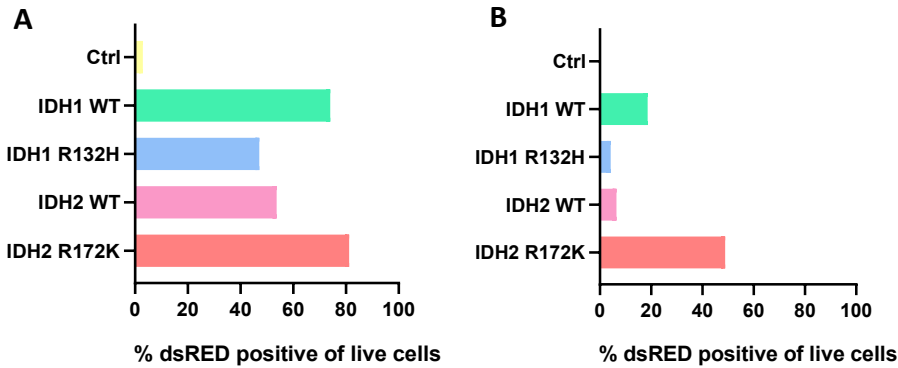 A
Ctrl
IDH1 WT
IDH1 R132H
IDH2 WT
IDH2 R172K
0 20 40 60 80 100
% dsRED positive of live cells
B
Ctrl
IDH1 WT
IDH1 R132H
IDH2 WT
IDH2 R172K
0 20 40 60 80 100
% dsRED positive of live cells